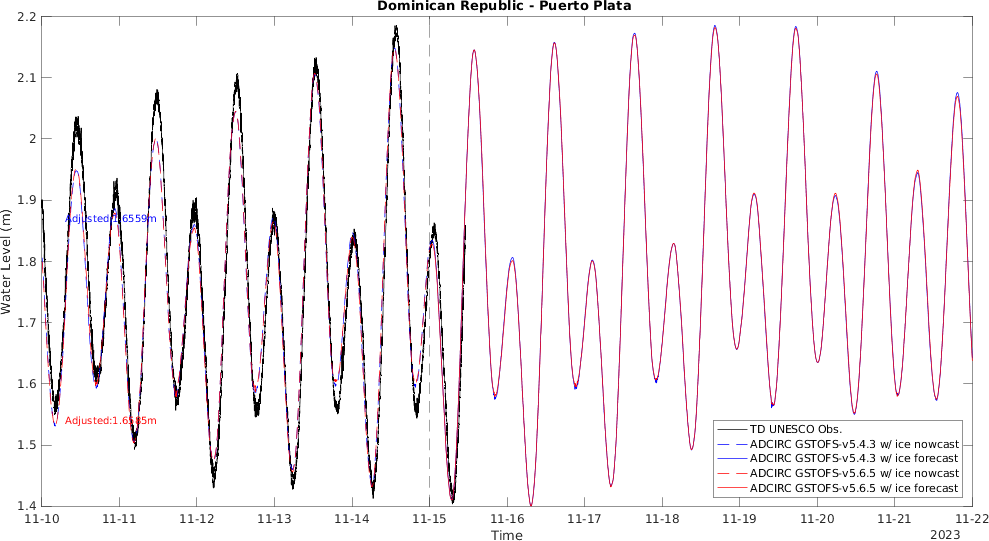 Dominican Republic - Puerto Plata
2.2
2.1
2
1.9
1.8
1.7
1.6
1.5
1.4
Water Level (m)
Adjusted:1.6559m
Adjusted:1.6585m
TD UNESCO Obs.
ADCIRC GSTOFS-v5.4.3 w/ ice nowcast
ADCIRC GSTOFS-v5.4.3 w/ ice forecast
ADCIRC GSTOFS-v5.6.5 w/ ice nowcast
ADCIRC GSTOFS-v5.6.5 w/ ice forecast
11-10 11-11 11-12 11-13 11-14 11-15 11-16 11-17 11-18 11-19 11-20 11-21 11-22
Time
2023